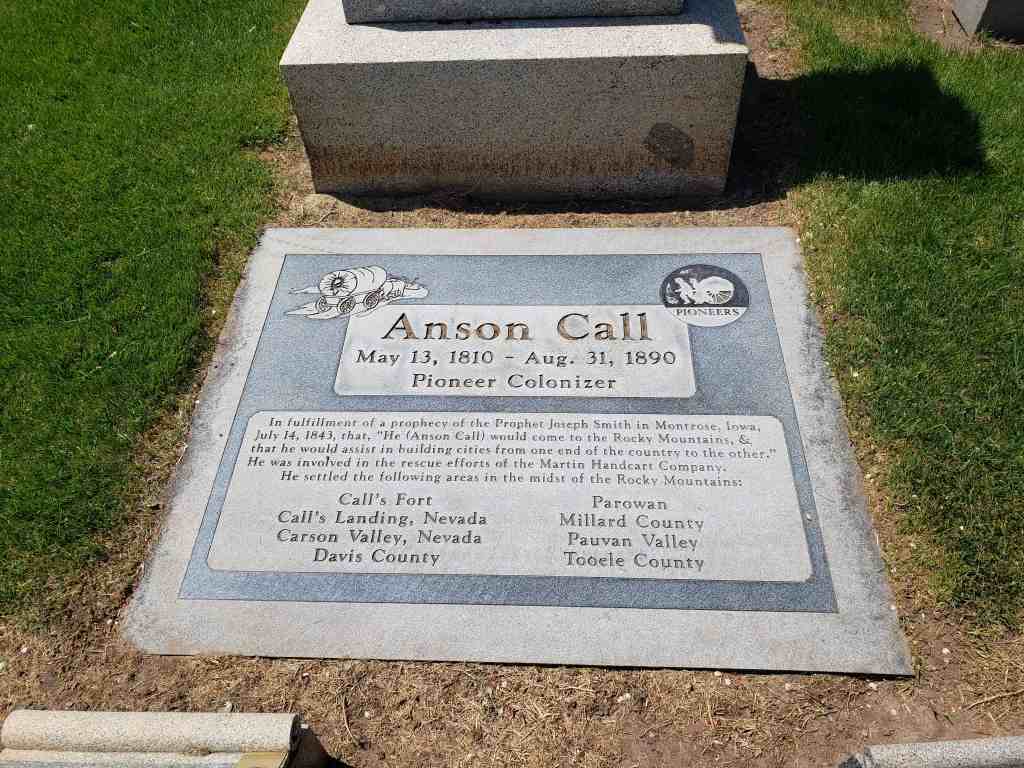 PIONEERS
Anson Call
May 13, 1810 - Aug. 31, 1890
Pioneer Colonizer
In fulfillment of a prophecy of the Prophet Joseph Smith in Montrose, Iowa,
July 14, 1843, that, "He (Anson Call) would come to the Rocky Mountains, &
that he would assist in building cities from one end of the country to the other."
He was involved in the rescue efforts of the Martin Handcart Company.
He settled the following areas in the midst of the Rocky Mountains:
Call's Fort
Call's Landing, Nevada
Carson Valley, Nevada
Davis County
Parowan
Millard County
Pauvan Valley
Tooele County